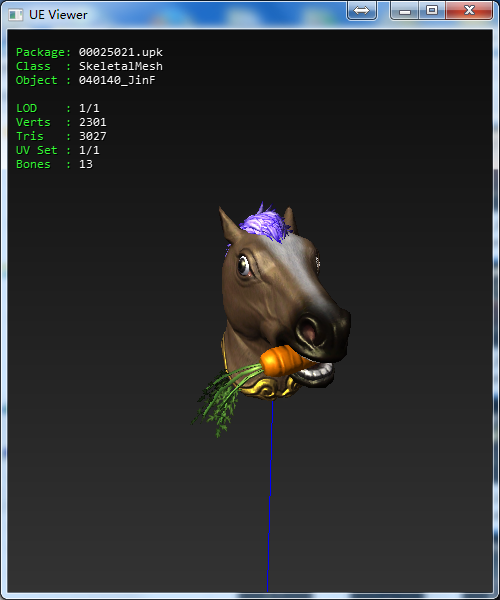 UE Viewer
Package: 00025021.upk
Class  : SkeletalMesh
Object : 040140_JinF
LOD    : 1/1
Verts  : 2301
Tris   : 3027
UV Set : 1/1
Bones  : 13